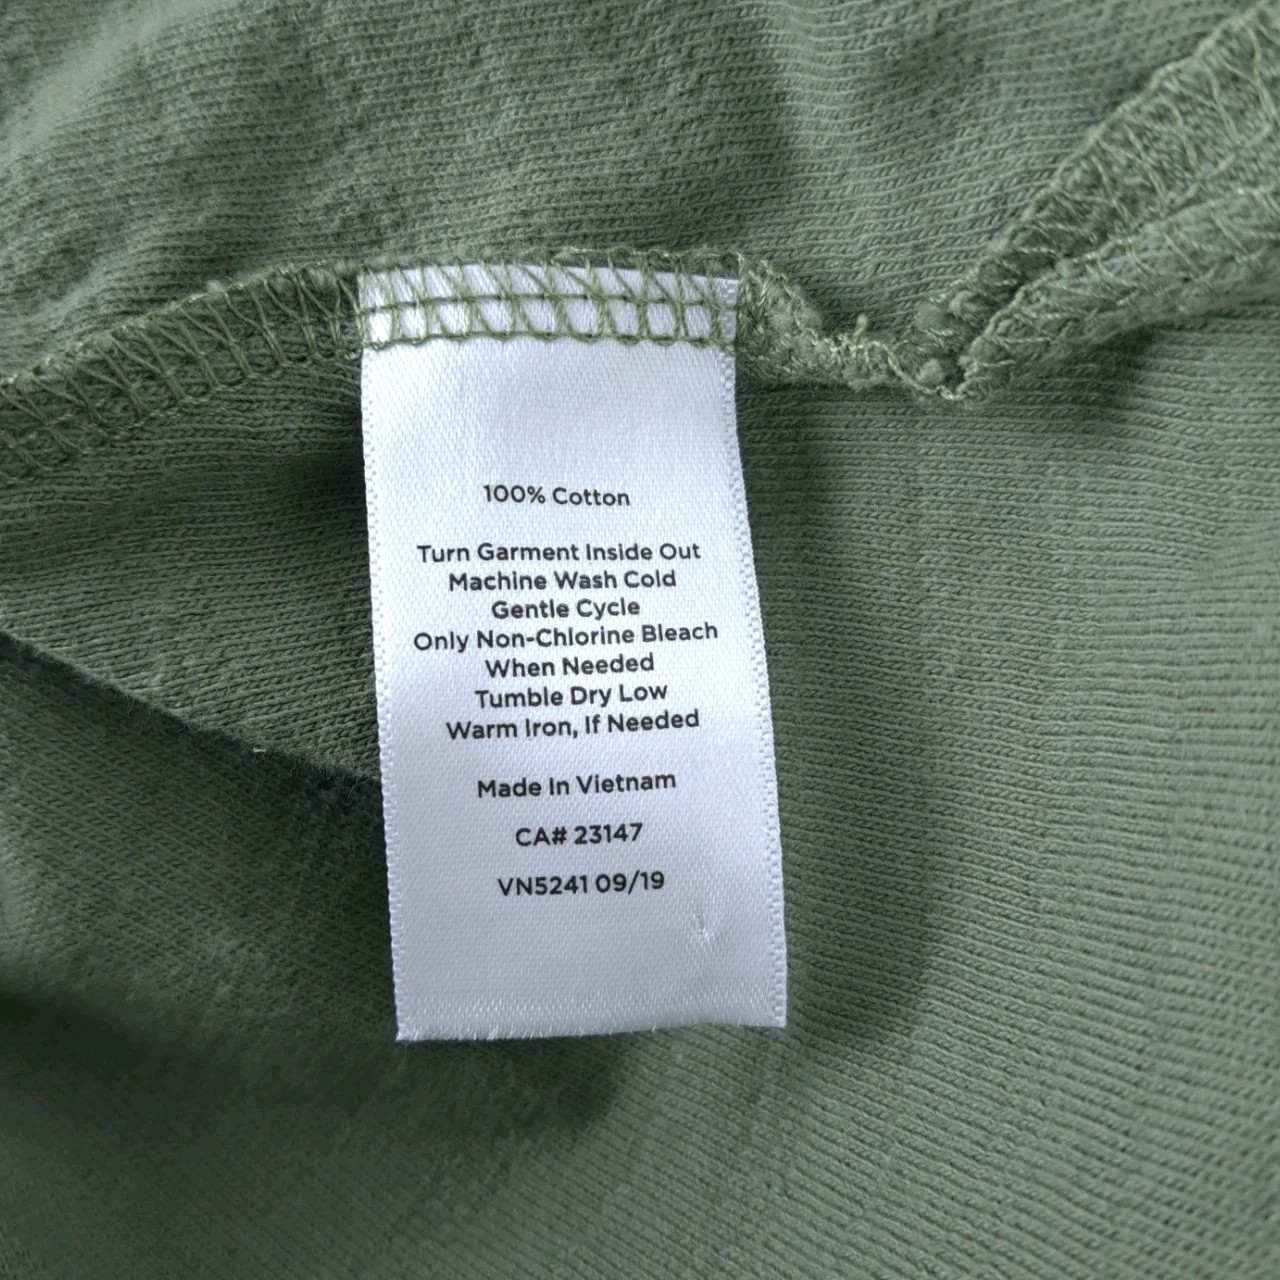 100% Cotton
Turn Garment Inside Out
Machine Wash Cold
Gentle Cycle
Only Non-Chlorine Bleach
When Needed
Tumble Dry Low
Warm Iron, If Needed
Made In Vietnam
CA# 23147
VN5241 09/19